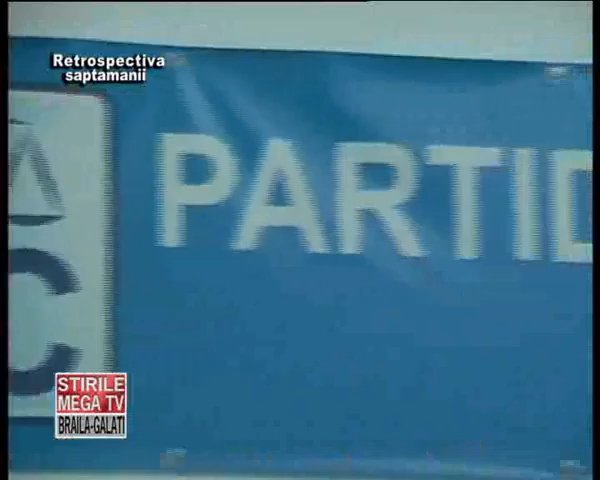 Retrospectiva
saptamanii
PARTID
C
STIRILE
MEGA TV
BRAILA-GALATI